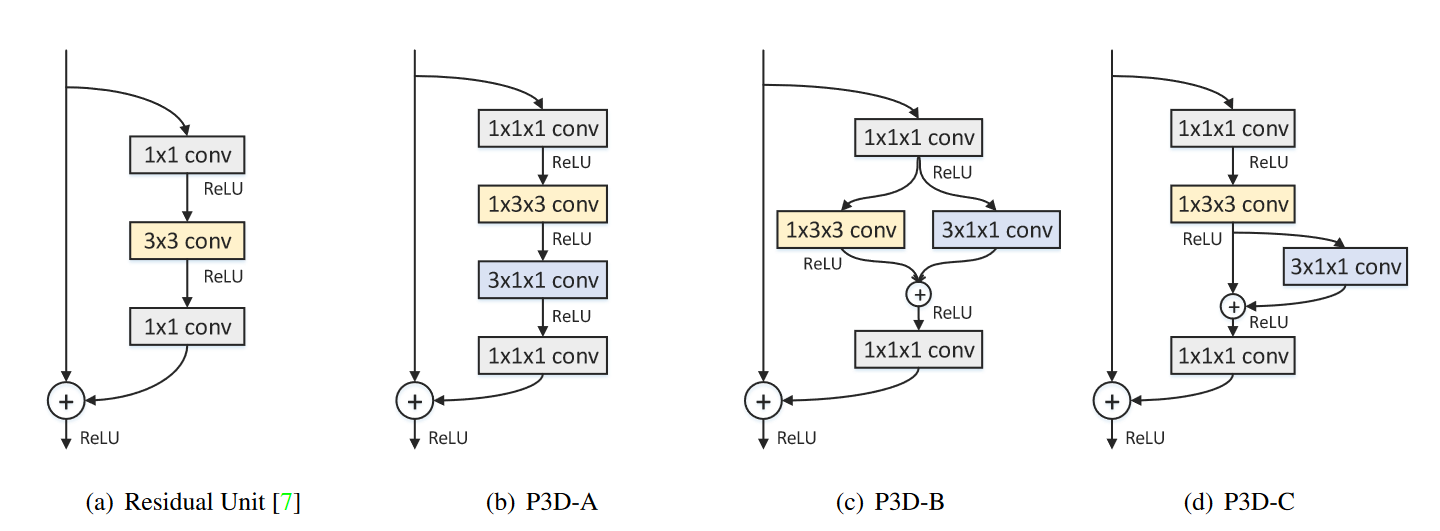 1x1 conv
ReLU
3x3 conv
ReLU
1x1 conv
+
ReLU
(a) Residual Unit [7]
1x1x1 conv
ReLU
1x3x3 conv
ReLU
3x1x1 conv
ReLU
1x1x1 conv
+
ReLU
(b) P3D-A
1x1x1 conv
ReLU
1x3x3 conv
3x1x1 conv
ReLU
+
ReLU
1x1x1 conv
+
ReLU
(c) P3D-B
1x1x1 conv
ReLU
1x3x3 conv
ReLU
3x1x1 conv
+
ReLU
1x1x1 conv
+
ReLU
(d) P3D-C